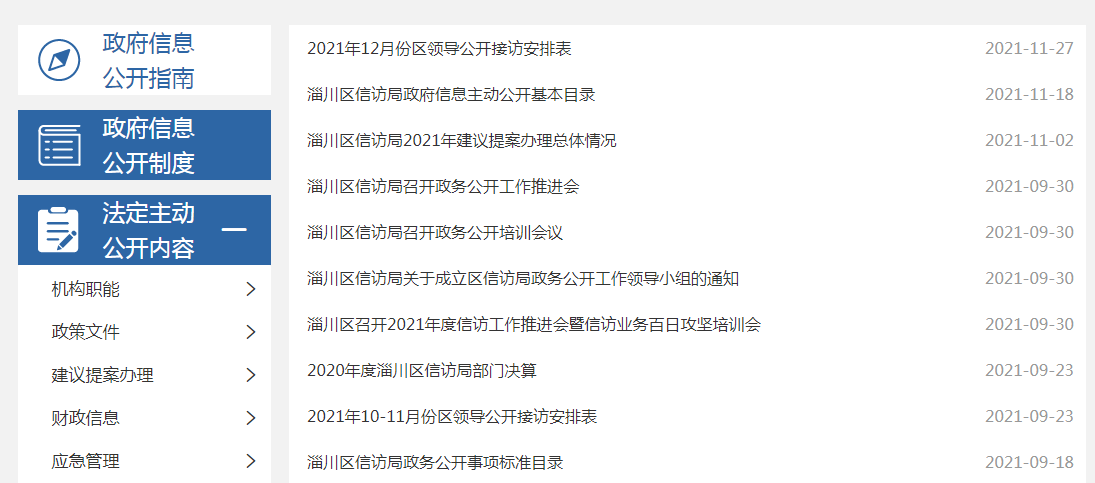 政府信息
公开指南
政府信息
公开制度
法定主动
公开内容
机构职能
政策文件
建议提案办理
财政信息
应急管理
2021年12月份区领导公开接访安排表 2021-11-27
淄川区信访局政府信息主动公开基本目录 2021-11-18
淄川区信访局2021年建议提案办理总体情况 2021-11-02
淄川区信访局召开政务公开工作推进会 2021-09-30
淄川区信访局召开政务公开培训会议 2021-09-30
淄川区信访局关于成立区信访局政务公开工作领导小组的通知 2021-09-30
淄川区召开2021年度信访工作推进会暨信访业务百日攻坚培训会 2021-09-30
2020年度淄川区信访局部门决算 2021-09-23
2021年10-11月份区领导公开接访安排表 2021-09-23
淄川区信访局政务公开事项标准目录 2021-09-18